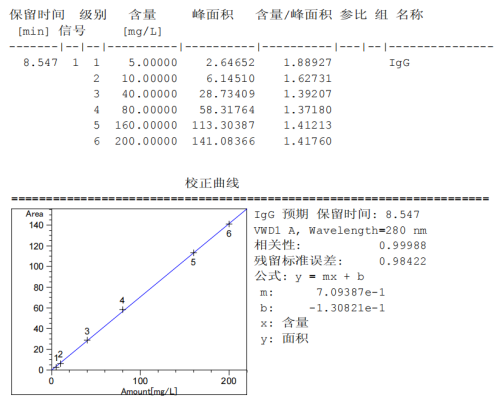 保留时间 级别 含量 峰面积 含量/峰面积 参比 组 名称
[min] 信号 [mg/L]
-------|--|--|----------|----------|----------|---|--|---------------
8.547 1 1 5.00000 2.64652 1.88927 IgG
2 10.00000 6.14510 1.62731
3 40.00000 28.73409 1.39207
4 80.00000 58.31764 1.37180
5 160.00000 113.30387 1.41213
6 200.00000 141.08366 1.41760
校正曲线
=====================================================================
Area
140
120
100
80
60
40
20
0
0 100 200
Amount[mg/L]
1
2
3
4
5
6
IgG 预期 保留时间: 8.547
VWD1 A, Wavelength=280 nm
相关性: 0.99988
残留标准误差: 0.98422
公式: y = mx + b
m: 7.09387e-1
b: -1.30821e-1
x: 含量
y: 面积